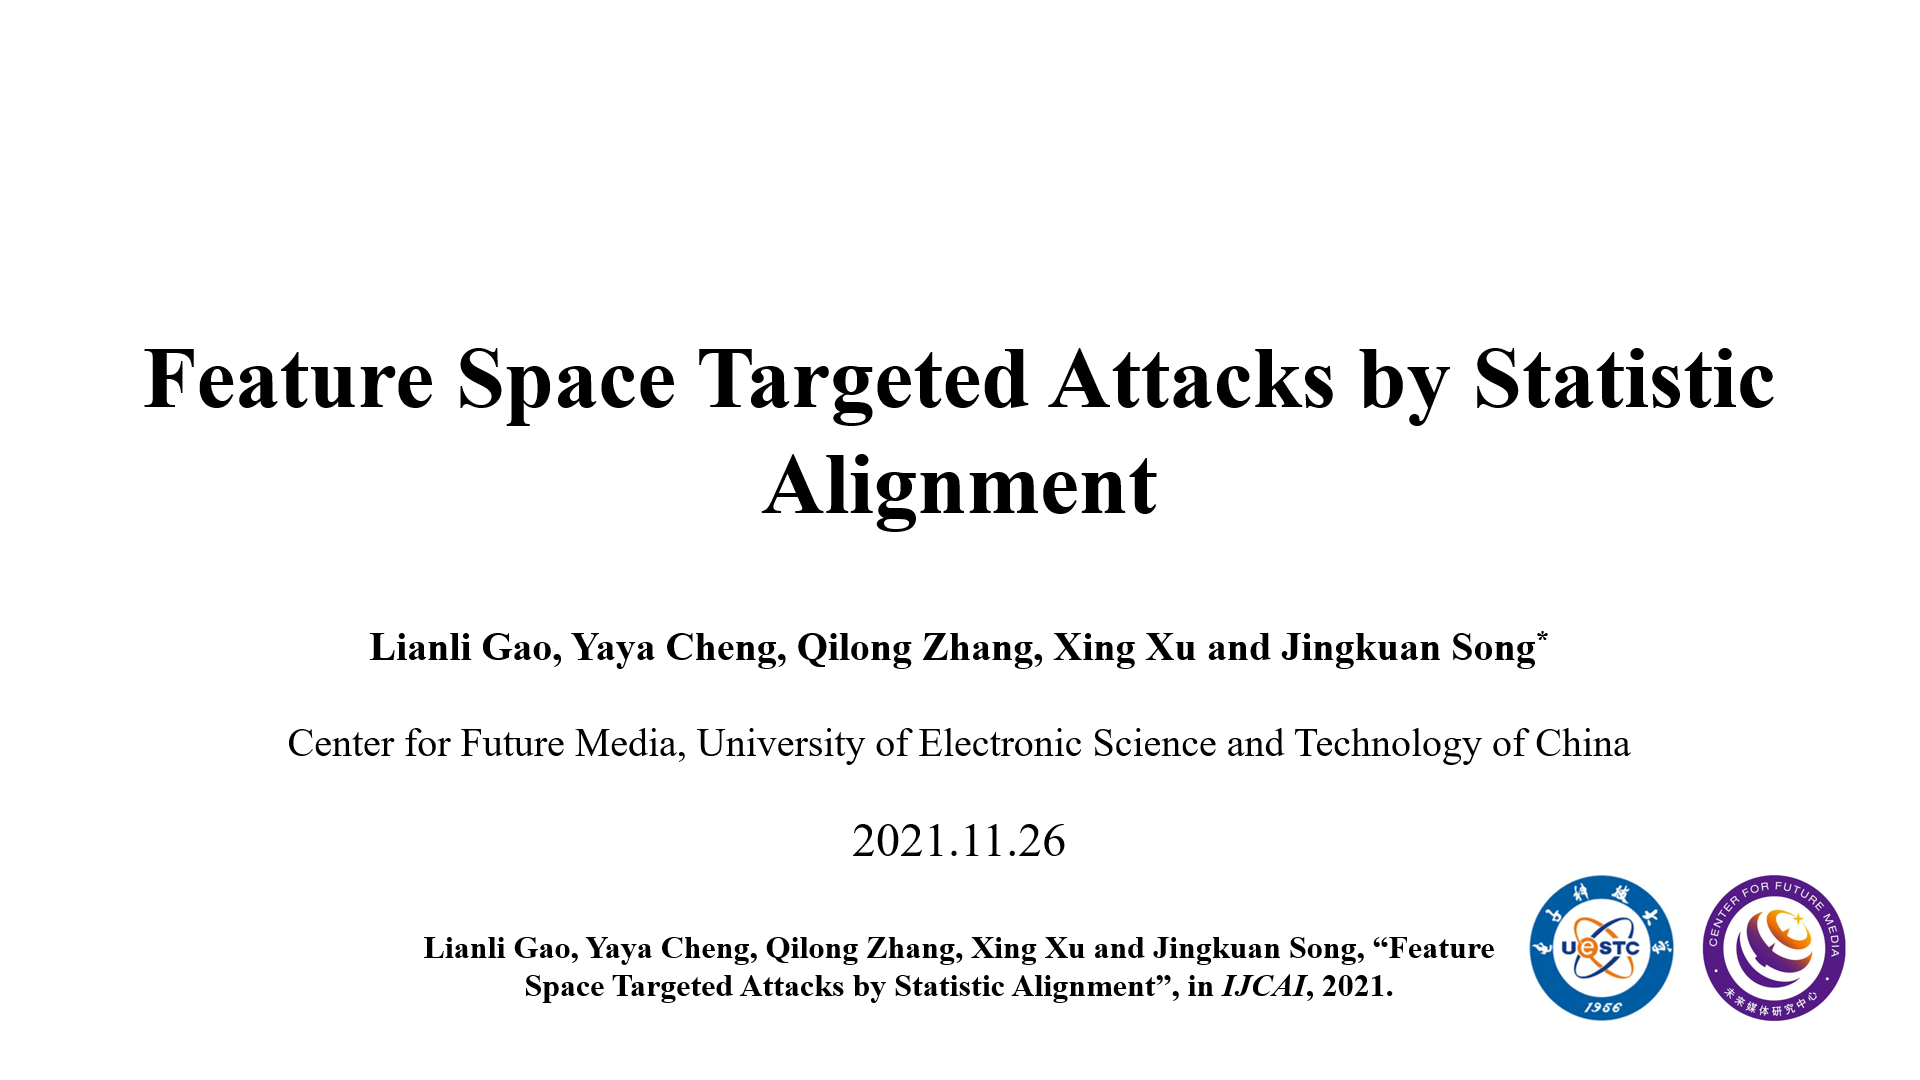 Feature Space Targeted Attacks by Statistic
Alignment
Lianli Gao, Yaya Cheng, Qilong Zhang, Xing Xu and Jingkuan Song*
Center for Future Media, University of Electronic Science and Technology of China
2021.11.26
Lianli Gao, Yaya Cheng, Qilong Zhang, Xing Xu and Jingkuan Song, “Feature
Space Targeted Attacks by Statistic Alignment”, in IJCAI, 2021.
电子科技大学
UeSTC
1956
CENTER FOR FUTURE MEDIA
未来媒体研究中心